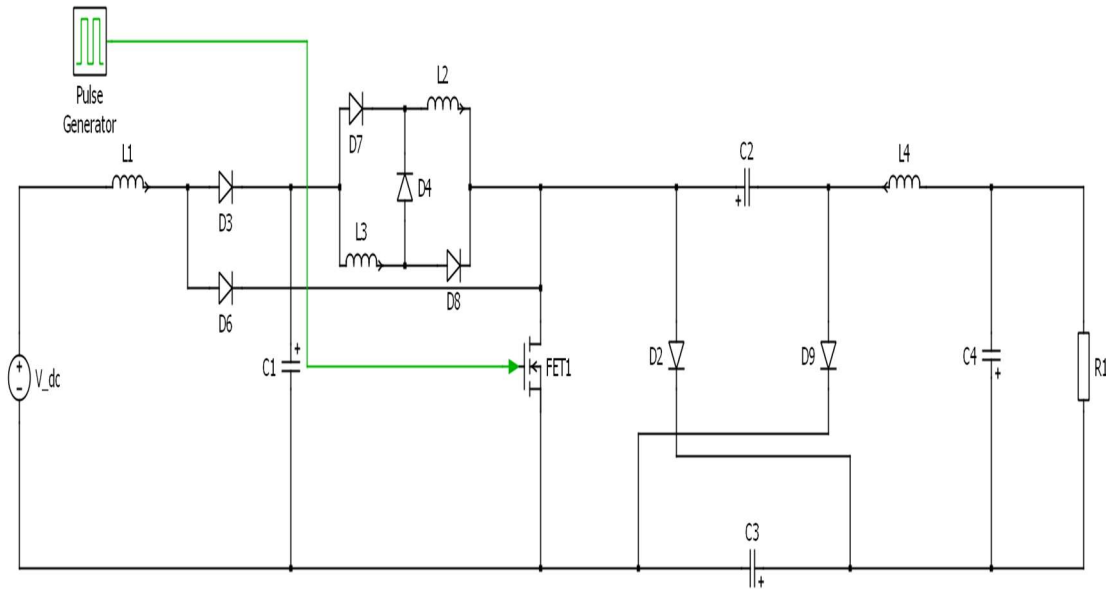 Pulse
Generator
L1
D3
D6
L2
D7
D4
L3
D8
C2
L4
V_dc
C1
FET1
D2
D9
C4
R1
C3